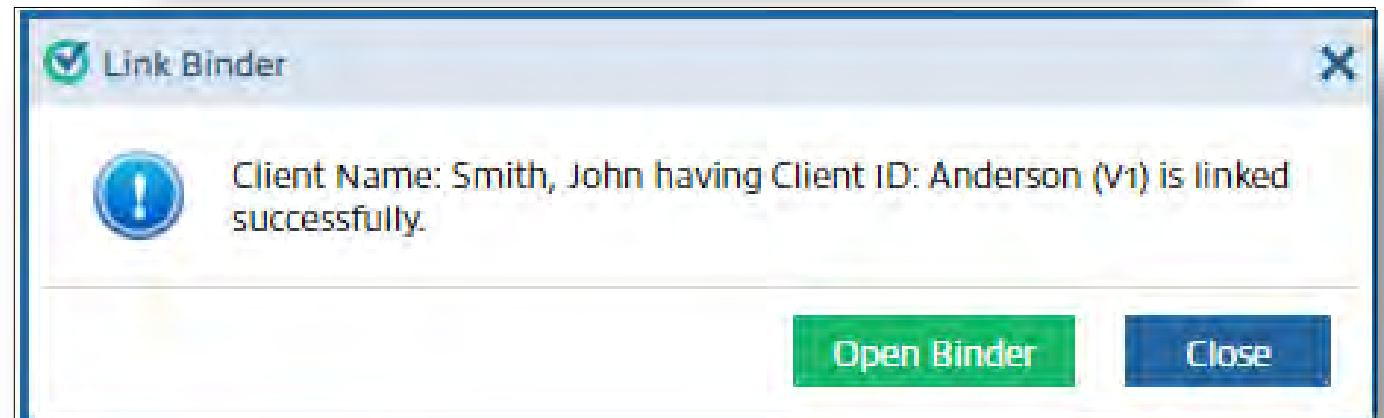 Link Binder
Client Name: Smith, John having Client ID: Anderson (V1) is linked
successfully.
Open Binder
Close